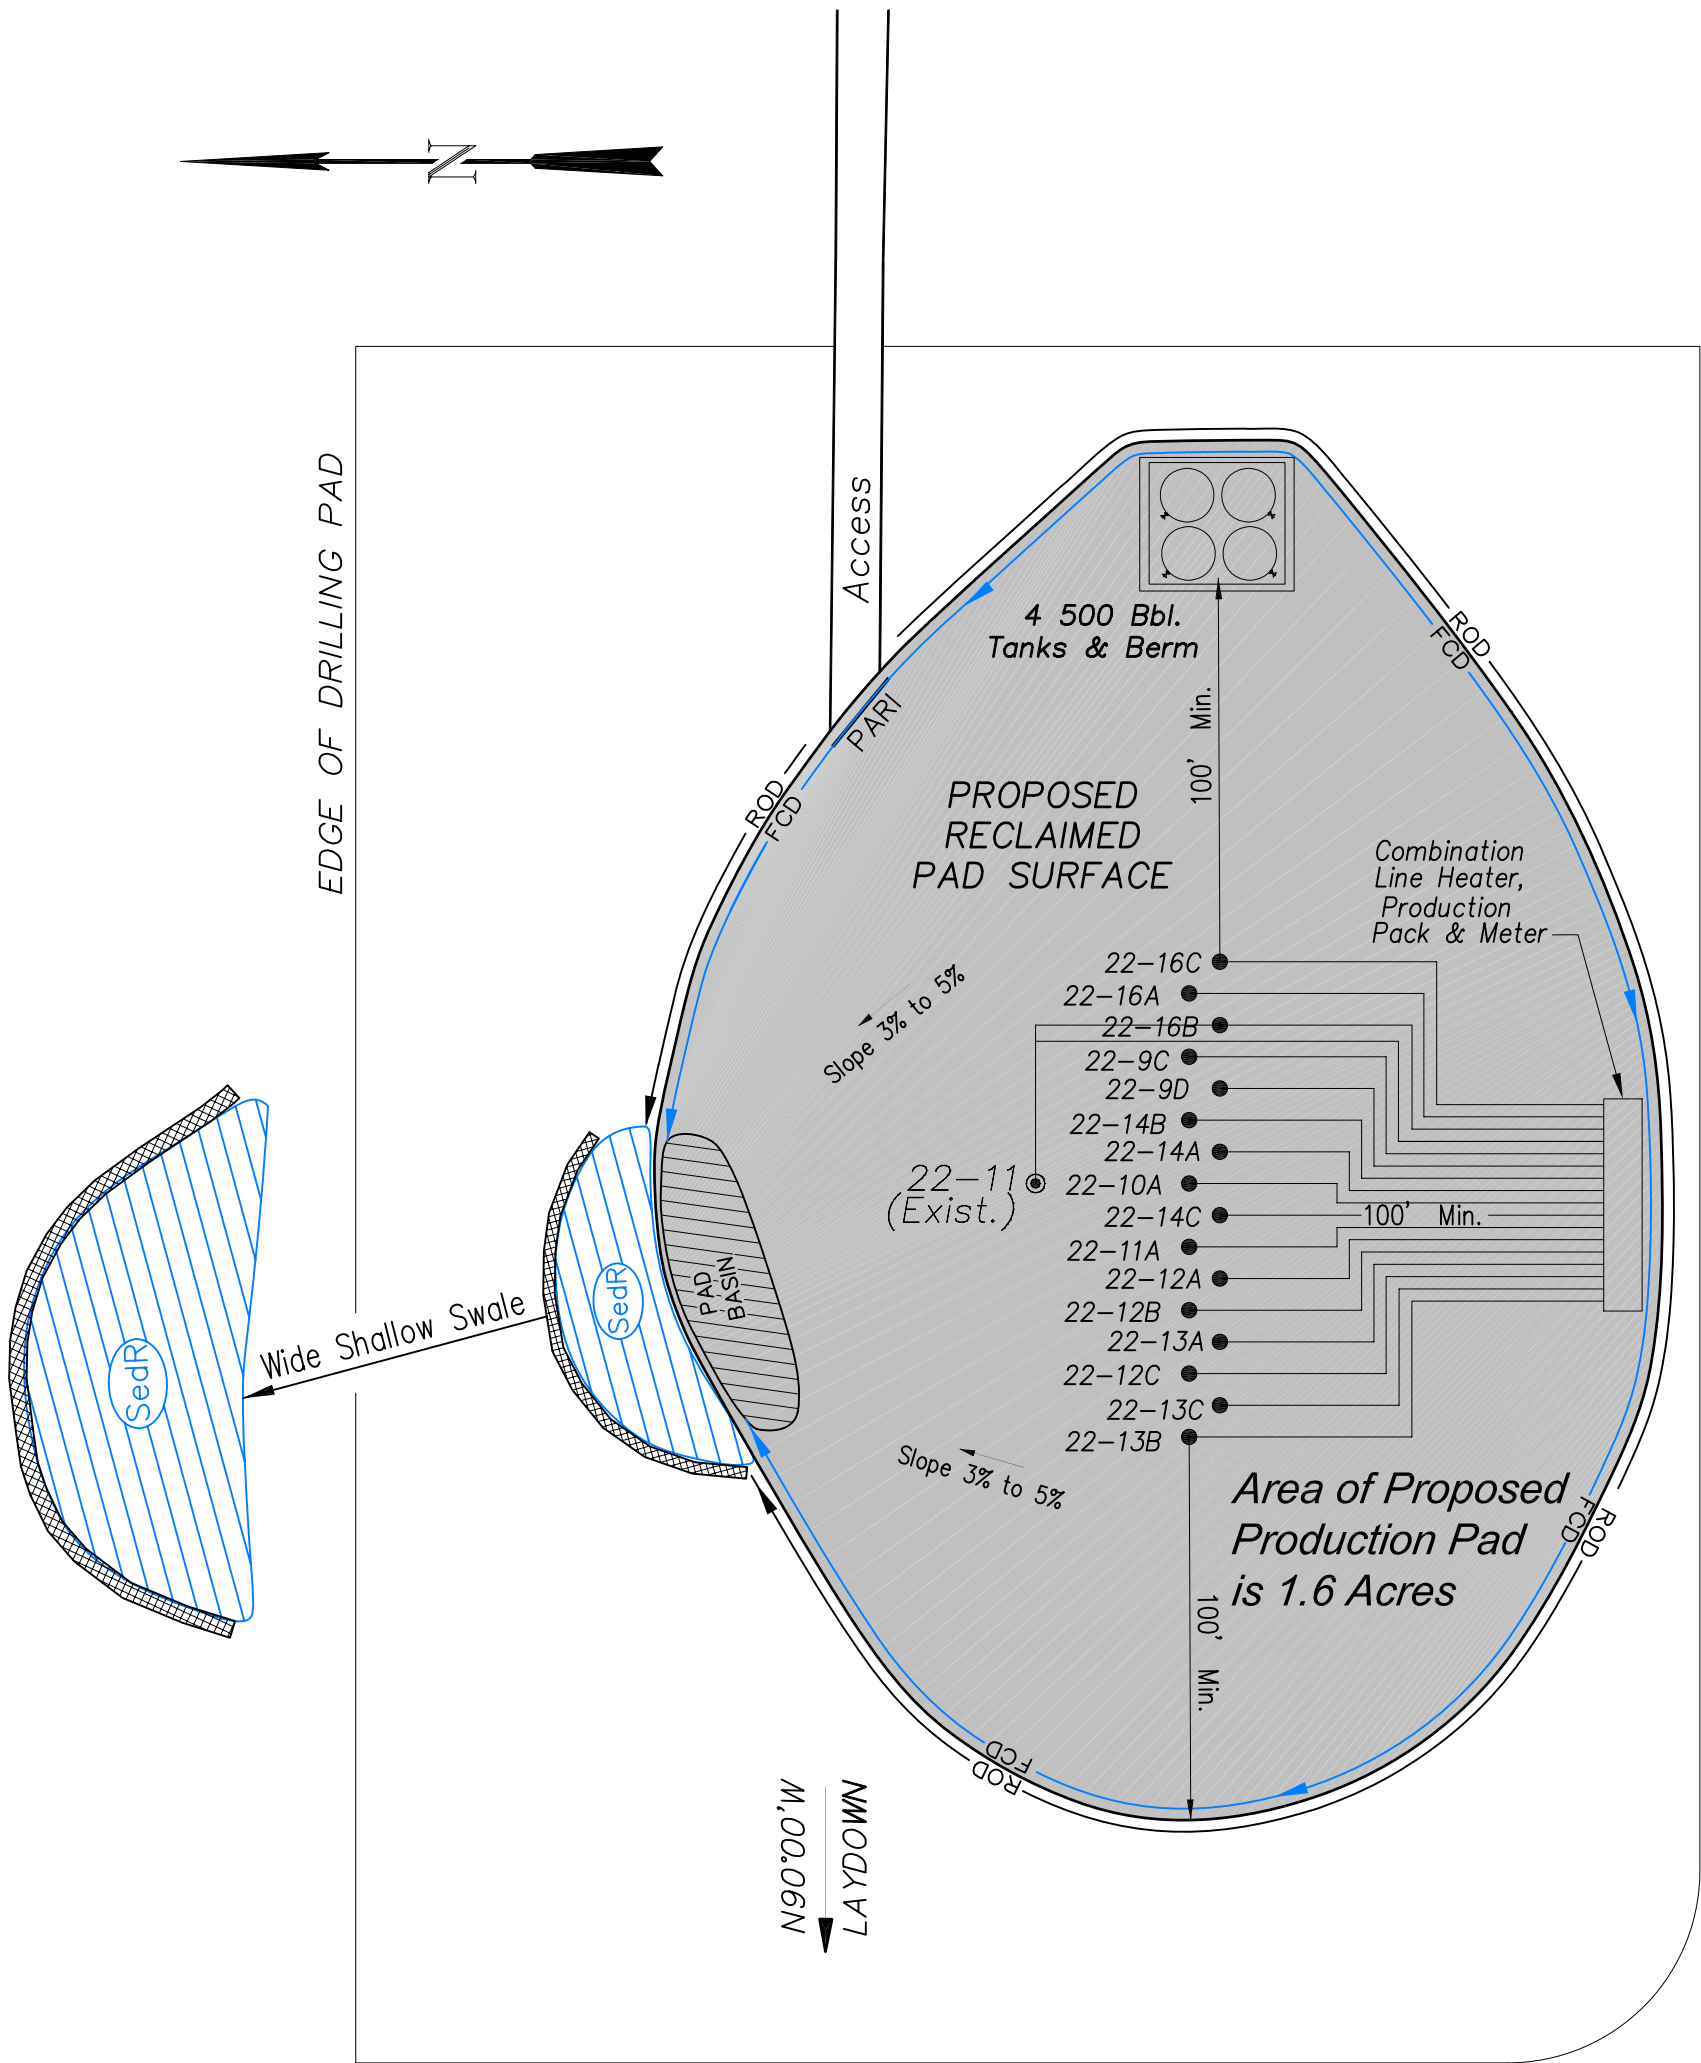 N
EDGE OF DRILLING PAD
Access
4 500 Bbl.
Tanks & Berm
ROD
FCD
PARI
100' Min.
ROD
FCD
PROPOSED
RECLAIMED
PAD SURFACE
Combination
Line Heater,
Production
Pack & Meter
22-16C
22-16A
22-16B
22-9C
22-9D
22-14B
22-14A
22-10A
22-14C
22-11A
22-12A
22-12B
22-13A
22-12C
22-13C
22-13B
Slope 3% to 5%
22-11
(Exist.)
100' Min.
PAD
BASIN
SedR
Wide Shallow Swale
SedR
Slope 3% to 5%
Area of Proposed
Production Pad
is 1.6 Acres
ROD
FCD
100' Min.
FCD
ROD
N90°00'W
LAYDOWN